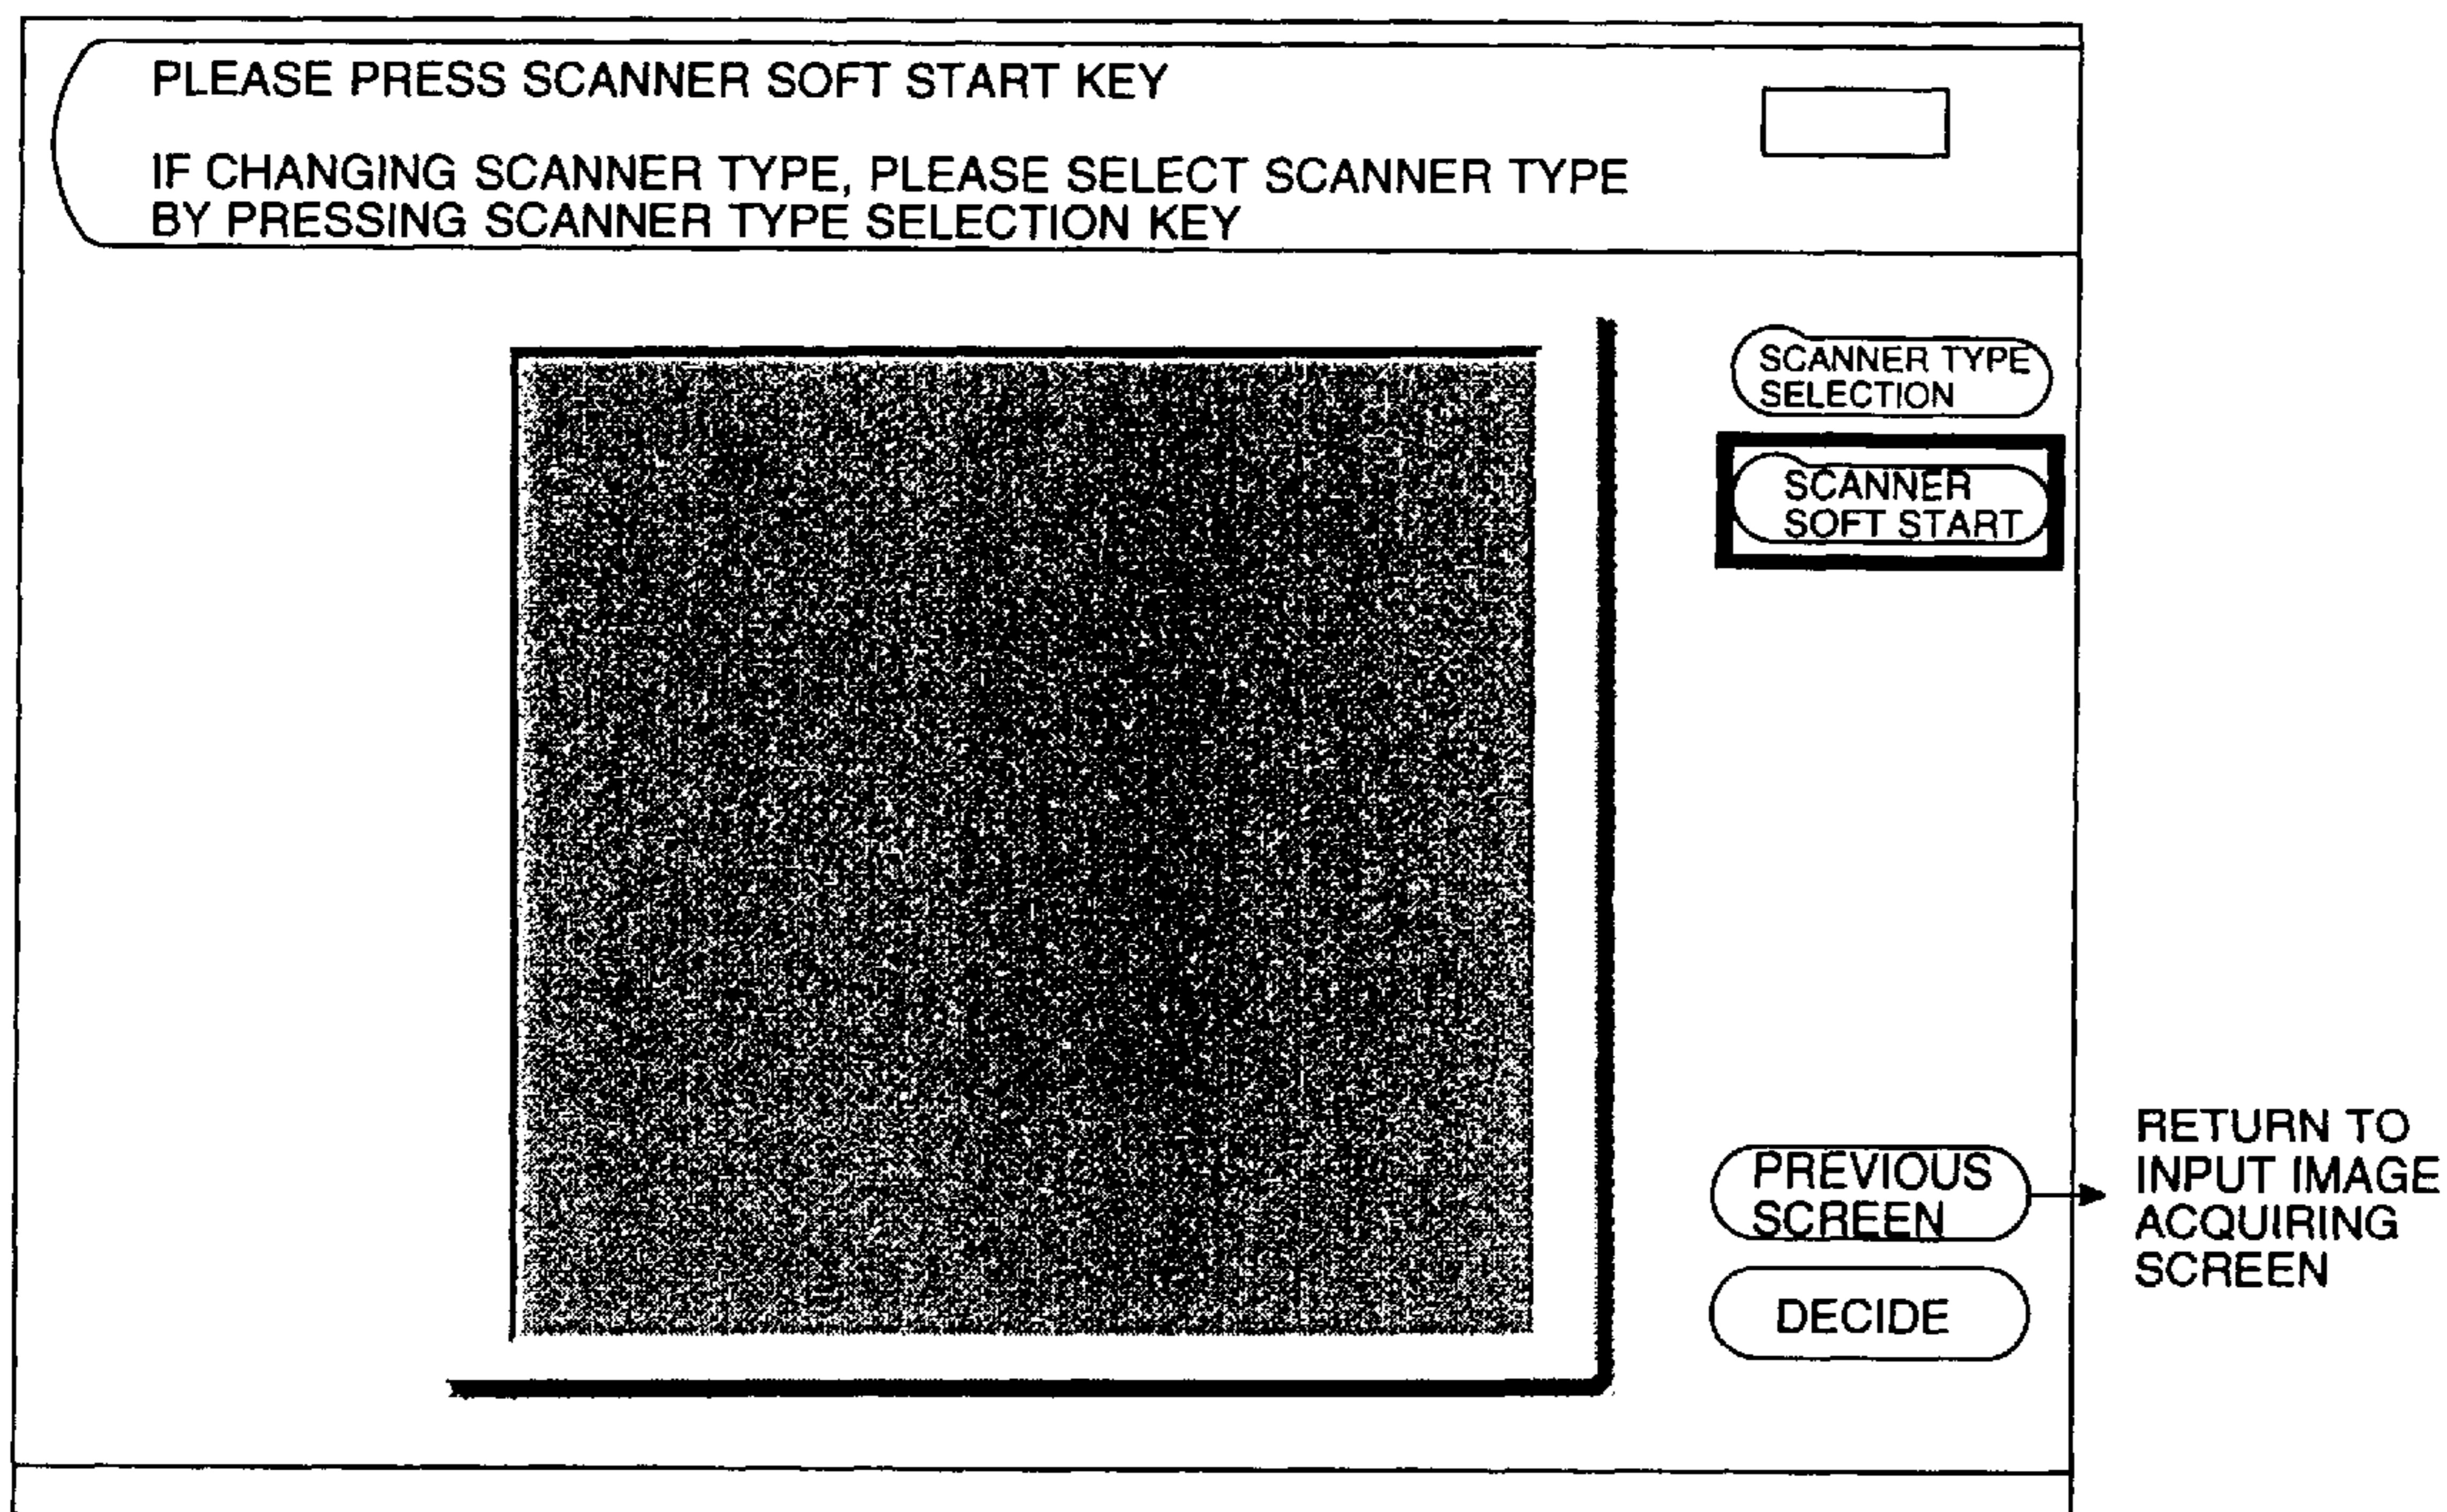 PLEASE PRESS SCANNER SOFT START KEY
IF CHANGING SCANNER TYPE, PLEASE SELECT SCANNER TYPE
BY PRESSING SCANNER TYPE SELECTION KEY
SCANNER TYPE
SELECTION
SCANNER
SOFT START
PREVIOUS
SCREEN
RETURN TO
INPUT IMAGE
ACQUIRING
SCREEN
DECIDE